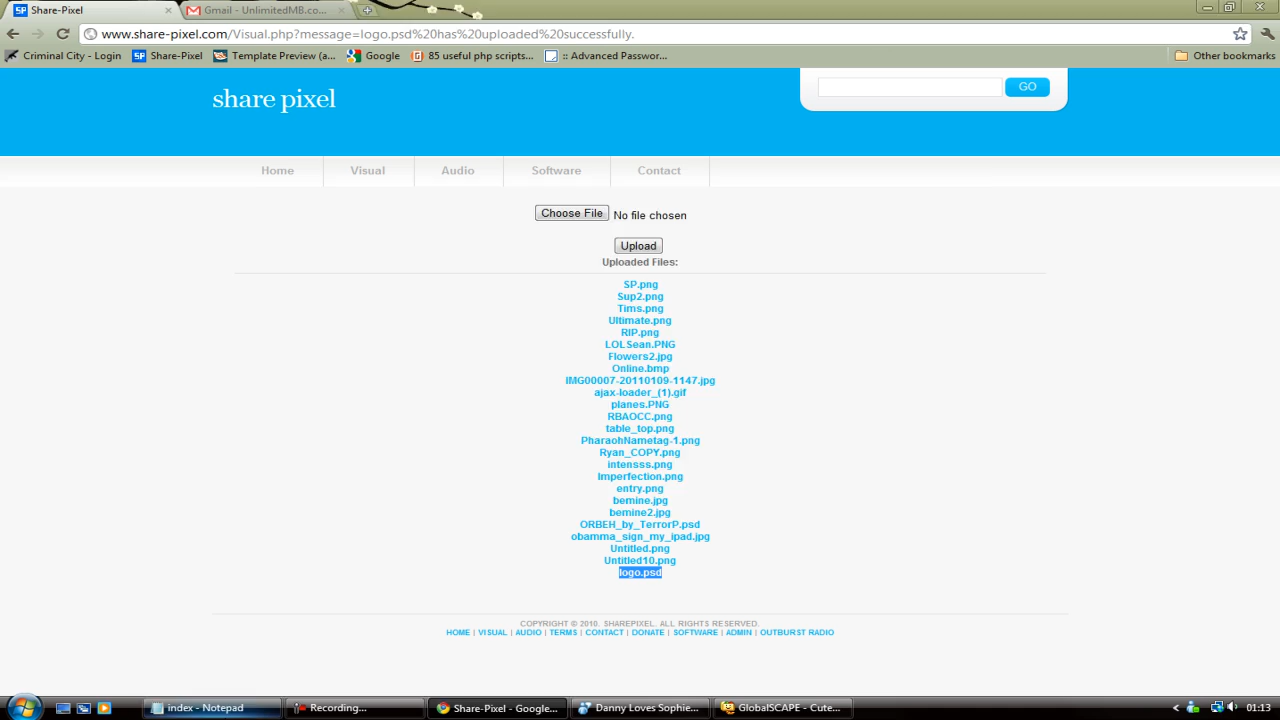 Share-Pixel
Gmail - UnlimitedMB.co...
www.share-pixel.com/Visual.php?message=logo.psd%20has%20uploaded%20successfully.
Criminal City - Login
Share-Pixel
Template Preview (a...
Google
85 useful php scripts...
:: Advanced Passwor...
Other bookmarks
share pixel
GO
Home
Visual
Audio
Software
Contact
Choose File No file chosen
Upload
Uploaded Files:
SP.png
Sup2.png
Tims.png
Ultimate.png
RIP.png
LOLSean.PNG
Flowers2.jpg
Online.bmp
IMG00007-20110109-1147.jpg
ajax-loader_(1).gif
planes.PNG
RBAOCC.png
table_top.png
PharaohNametag-1.png
Ryan_COPY.png
intensss.png
Imperfection.png
entry.png
bemine.jpg
bemine2.jpg
ORBEH_by_TerrorP.psd
obamma_sign_my_ipad.jpg
Untitled.png
Untitled10.png
logo.psd
COPYRIGHT © 2010. SHAREPIXEL. ALL RIGHTS RESERVED.
HOME | VISUAL | AUDIO | TERMS | CONTACT | DONATE | SOFTWARE | ADMIN | OUTBURST RADIO
index - Notepad
Recording...
Share-Pixel - Google...
Danny Loves Sophie...
GlobalSCAPE - Cute...
01:13